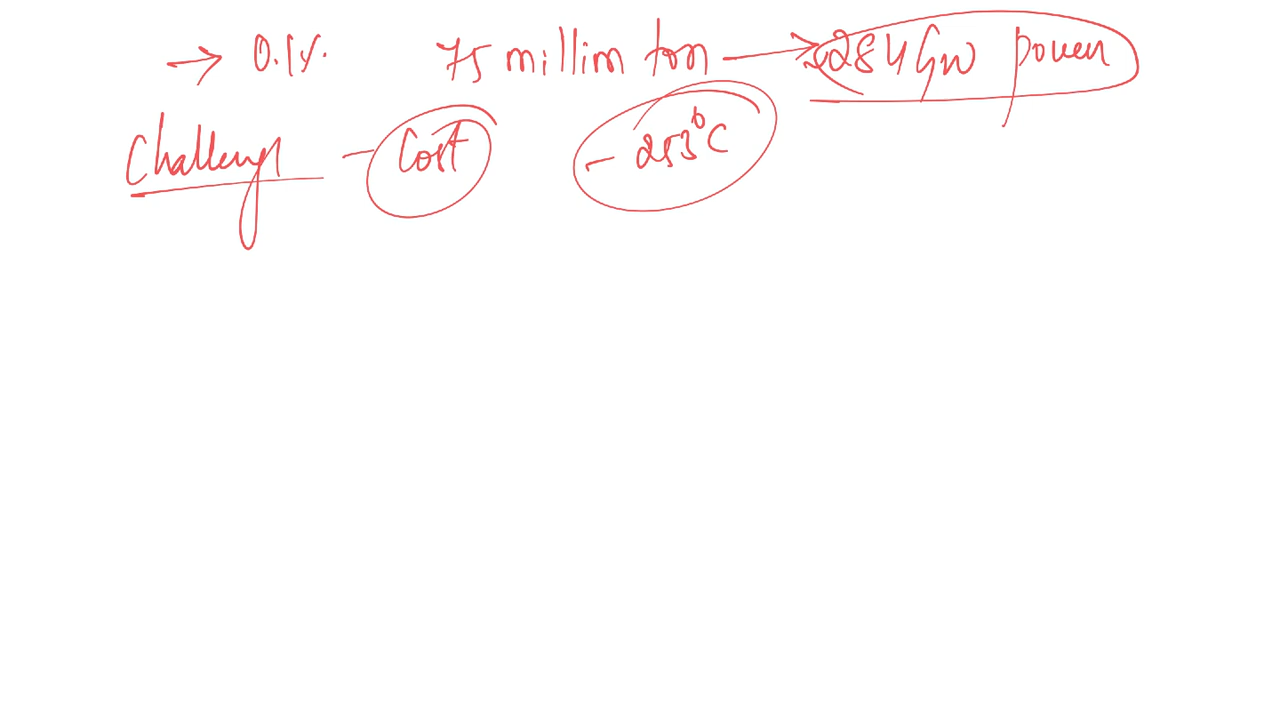 → 0.1%. 75 million ton → 284 GW power
Challenge - Cost - 253°C